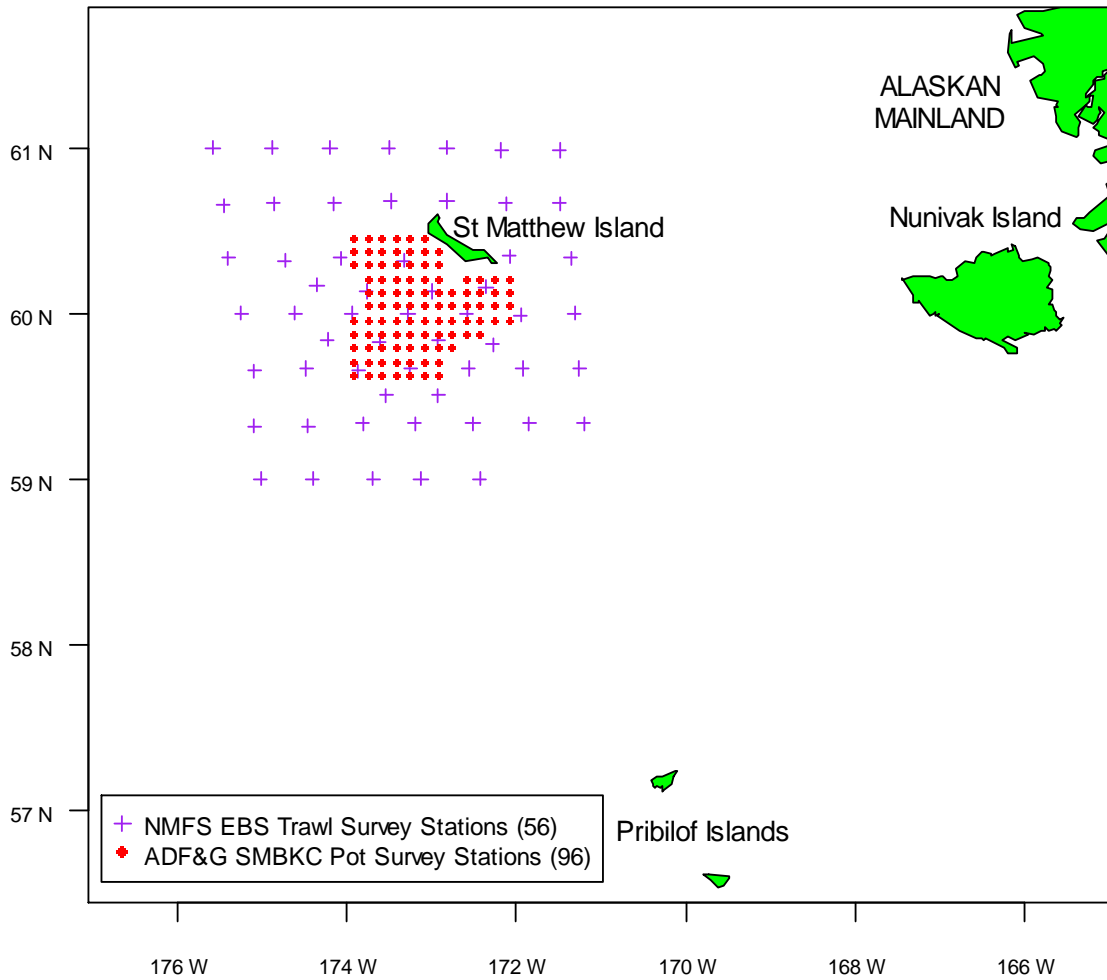 ALASKAN
MAINLAND
61 N
St Matthew Island
Nunivak Island
60 N
59 N
58 N
57 N
NMFS EBS Trawl Survey Stations (56)
ADF&G SMBKC Pot Survey Stations (96)
Pribilof Islands
176 W
174 W
172 W
170 W
168 W
166 W